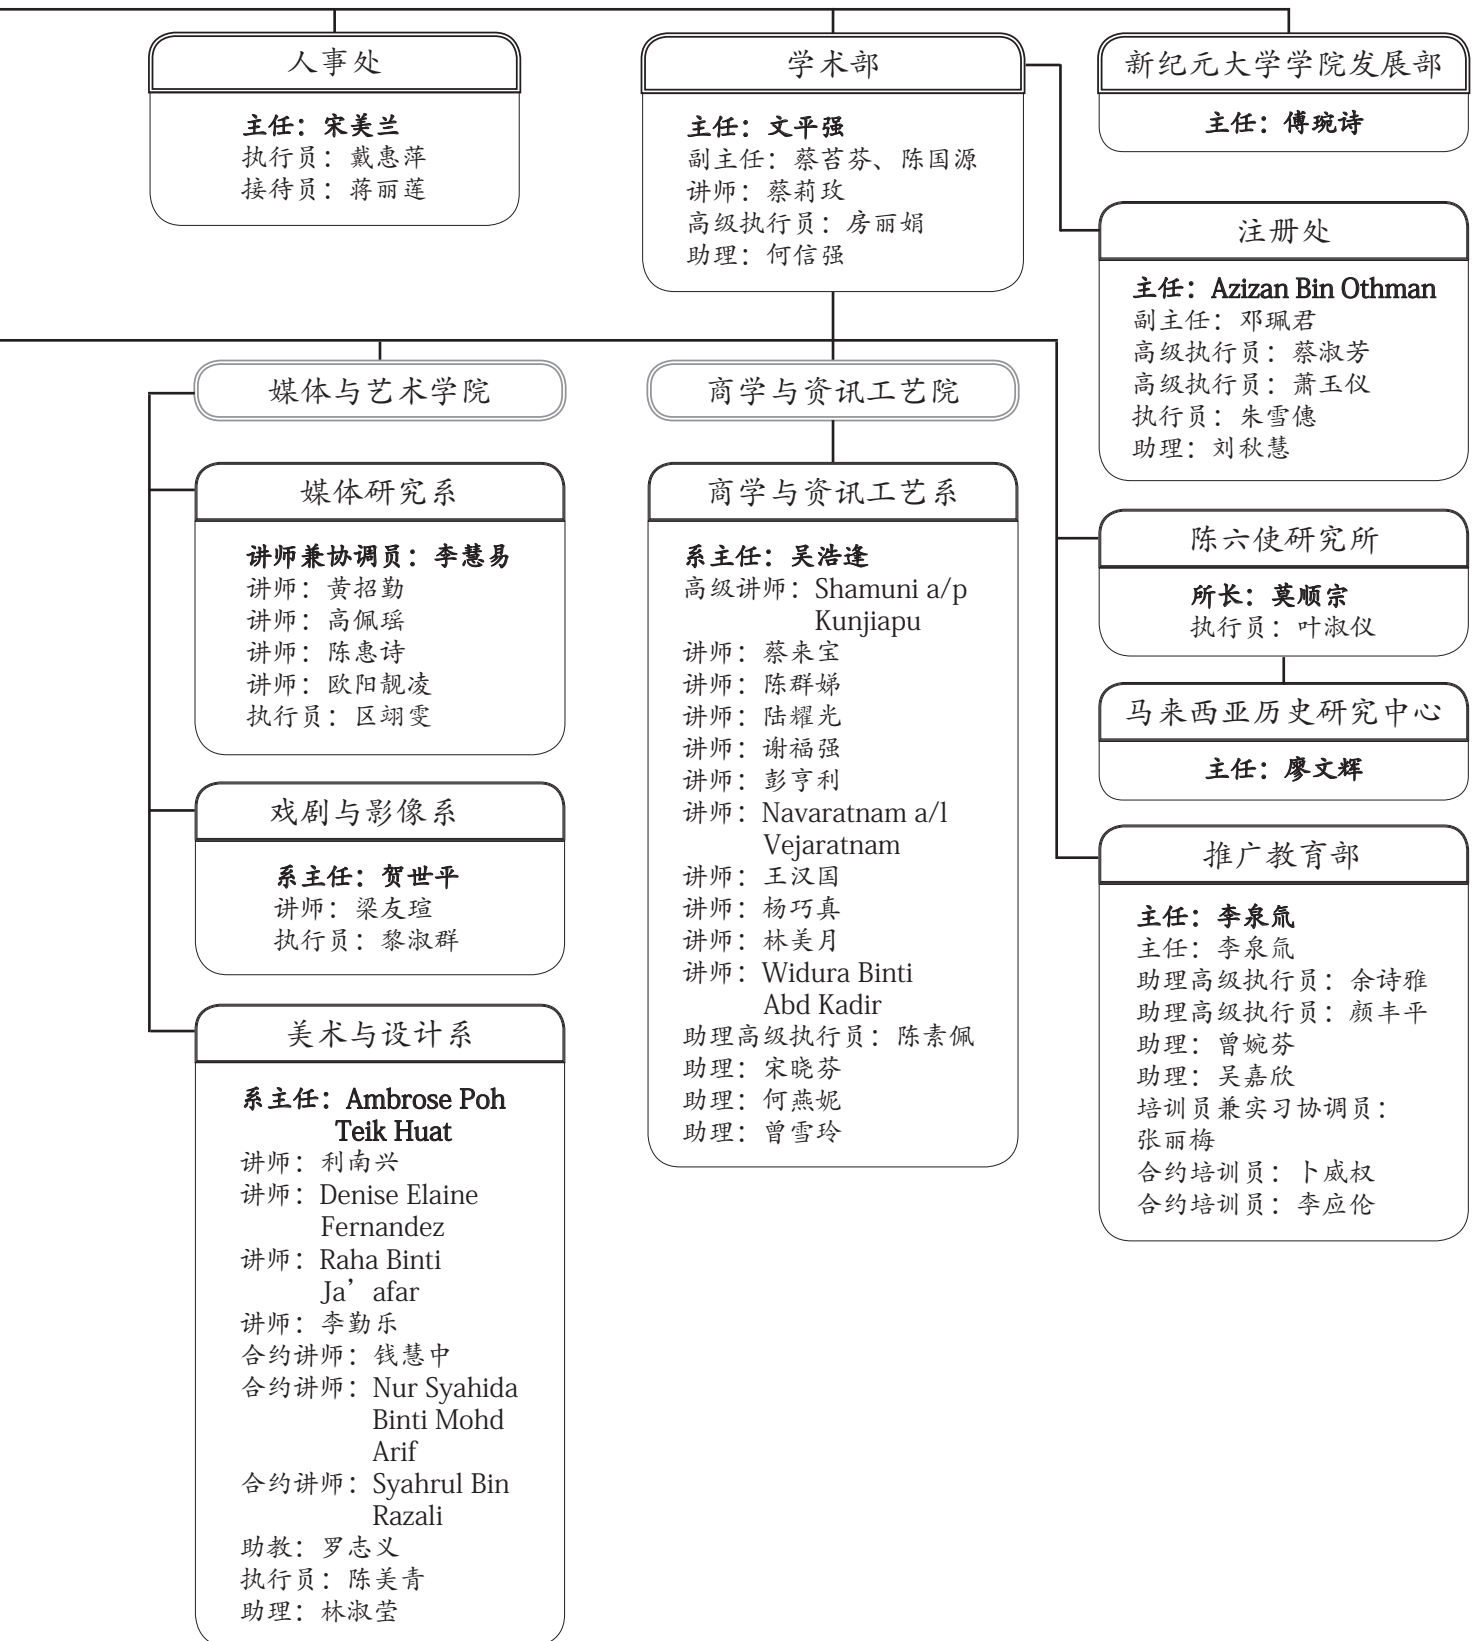 人事处
主任：宋美兰
执行员：戴惠萍
接待员：蒋丽莲
学术部
主任：文平强
副主任：蔡苔芬、陈国源
讲师：蔡莉玫
高级执行员：房丽娟
助理：何信强
新纪元大学学院发展部
主任：傅琬诗
注册处
主任：Azizan Bin Othman
副主任：邓珮君
高级执行员：蔡淑芳
高级执行员：萧玉仪
执行员：朱雪僡
助理：刘秋慧
媒体与艺术学院
媒体研究系
讲师兼协调员：李慧易
讲师：黄招勤
讲师：高佩瑶
讲师：陈惠诗
讲师：欧阳靓凌
执行员：区翊雯
戏剧与影像系
系主任：贺世平
讲师：梁友瑄
执行员：黎淑群
美术与设计系
系主任：Ambrose Poh
Teik Huat
讲师：利南兴
讲师：Denise Elaine
Fernandez
讲师：Raha Binti
Ja’afar
讲师：李勤乐
合约讲师：钱慧中
合约讲师：Nur Syahida
Binti Mohd
Arif
合约讲师：Syahrul Bin
Razali
助教：罗志义
执行员：陈美青
助理：林淑莹
商学与资讯工艺院
商学与资讯工艺系
系主任：吴浩逢
高级讲师：Shamuni a/p
Kunjiapu
讲师：蔡来宝
讲师：陈群娣
讲师：陆耀光
讲师：谢福强
讲师：彭亨利
讲师：Navaratnam a/l
Vejaratnam
讲师：王汉国
讲师：杨巧真
讲师：林美月
讲师：Widura Binti
Abd Kadir
助理高级执行员：陈素佩
助理：宋晓芬
助理：何燕妮
助理：曾雪玲
陈六使研究所
所长：莫顺宗
执行员：叶淑仪
马来西亚历史研究中心
主任：廖文辉
推广教育部
主任：李泉氚
主任：李泉氚
助理高级执行员：余诗雅
助理高级执行员：颜丰平
助理：曾婉芬
助理：吴嘉欣
培训员兼实习协调员：
张丽梅
合约培训员：卜威权
合约培训员：李应伦